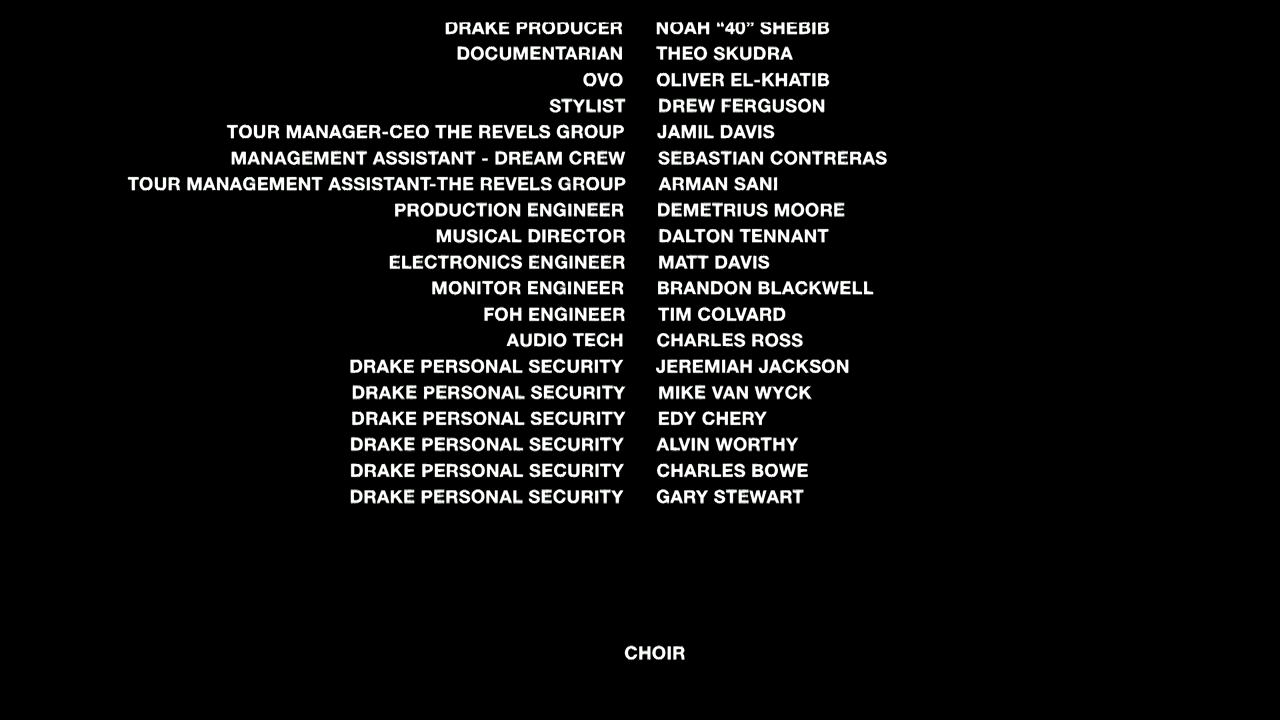 DRAKE PRODUCER NOAH “40” SHEBIB
DOCUMENTARIAN THEO SKUDRA
OVO OLIVER EL-KHATIB
STYLIST DREW FERGUSON
TOUR MANAGER-CEO THE REVELS GROUP JAMIL DAVIS
MANAGEMENT ASSISTANT - DREAM CREW SEBASTIAN CONTRERAS
TOUR MANAGEMENT ASSISTANT-THE REVELS GROUP ARMAN SANI
PRODUCTION ENGINEER DEMETRIUS MOORE
MUSICAL DIRECTOR DALTON TENNANT
ELECTRONICS ENGINEER MATT DAVIS
MONITOR ENGINEER BRANDON BLACKWELL
FOH ENGINEER TIM COLVARD
AUDIO TECH CHARLES ROSS
DRAKE PERSONAL SECURITY JEREMIAH JACKSON
DRAKE PERSONAL SECURITY MIKE VAN WYCK
DRAKE PERSONAL SECURITY EDY CHERY
DRAKE PERSONAL SECURITY ALVIN WORTHY
DRAKE PERSONAL SECURITY CHARLES BOWE
DRAKE PERSONAL SECURITY GARY STEWART
CHOIR